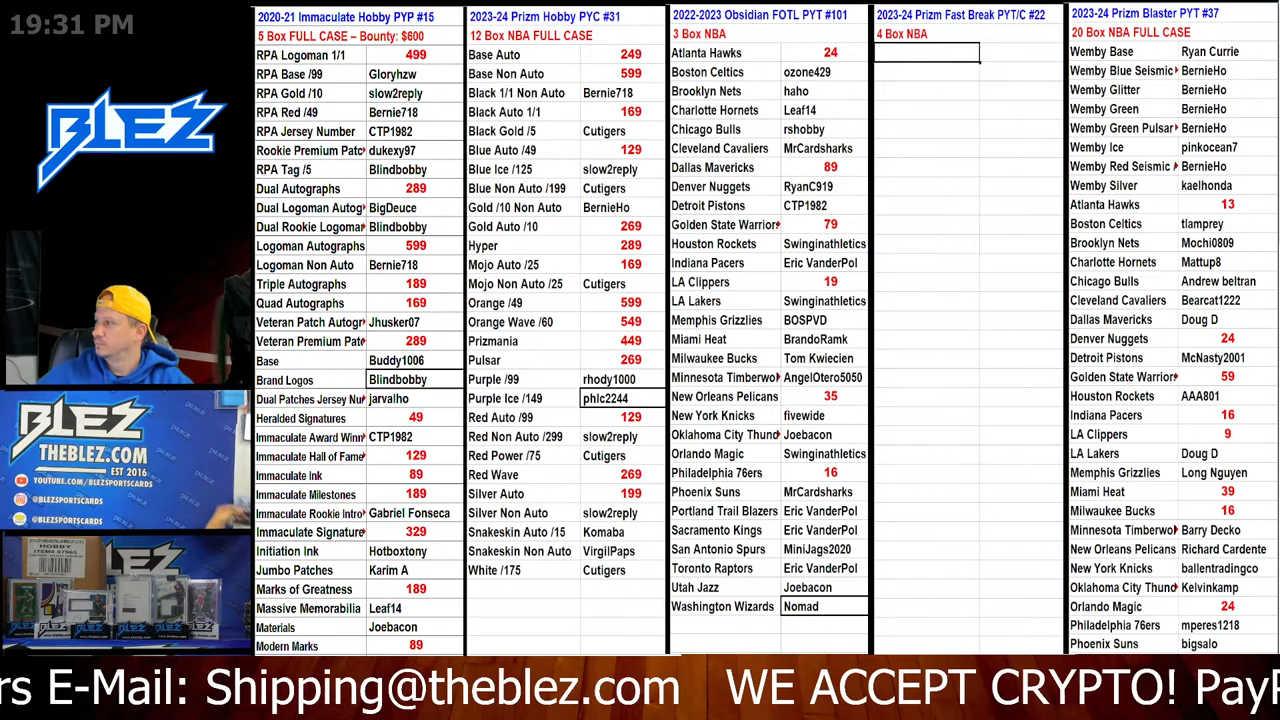 19:31 PM
BLEZ
BLEZ
THEBLEZ.COM
EST 2016
YOUTUBE.COM/BLEZSPORTSCARDS
@BLEZSPORTSCARDS
@BLEZSPORTSCARDS
HOBBY
2020-21 Immaculate Hobby PYP #15
5 Box FULL CASE – Bounty: $600
RPA Logoman 1/1 499
RPA Base /99 Gloryhzw
RPA Gold /10 slow2reply
RPA Red /49 Bernie718
RPA Jersey Number CTP1982
Rookie Premium Patc dukexy97
RPA Tag /5 Blindbobby
Dual Autographs 289
Dual Logoman Autog BigDeuce
Dual Rookie Logoma Blindbobby
Logoman Autographs 599
Logoman Non Auto Bernie718
Triple Autographs 189
Quad Autographs 169
Veteran Patch Autogr Jhusker07
Veteran Premium Pat 289
Base Buddy1006
Brand Logos Blindbobby
Dual Patches Jersey Nu jarvalho
Heralded Signatures 49
Immaculate Award Winn CTP1982
Immaculate Hall of Fame 129
Immaculate Ink 89
Immaculate Milestones 189
Immaculate Rookie Intro Gabriel Fonseca
Immaculate Signature 329
Initiation Ink Hotboxtony
Jumbo Patches Karim A
Marks of Greatness 189
Massive Memorabilia Leaf14
Materials Joebacon
Modern Marks 89
2023-24 Prizm Hobby PYC #31
12 Box NBA FULL CASE
Base Auto 249
Base Non Auto 599
Black 1/1 Non Auto Bernie718
Black Auto 1/1 169
Black Gold /5 Cutigers
Blue Auto /49 129
Blue Ice /125 slow2reply
Blue Non Auto /199 Cutigers
Gold /10 Non Auto BernieHo
Gold Auto /10 269
Hyper 289
Mojo Auto /25 169
Mojo Non Auto /25 Cutigers
Orange /49 599
Orange Wave /60 549
Prizmania 449
Pulsar 269
Purple /99 rhody1000
Purple Ice /149 phlc2244
Red Auto /99 129
Red Non Auto /299 slow2reply
Red Power /75 Cutigers
Red Wave 269
Silver Auto 199
Silver Non Auto slow2reply
Snakeskin Auto /15 Komaba
Snakeskin Non Auto VirgilPaps
White /175 Cutigers
2022-2023 Obsidian FOTL PYT #101
3 Box NBA
Atlanta Hawks 24
Boston Celtics ozone429
Brooklyn Nets haho
Charlotte Hornets Leaf14
Chicago Bulls rshobby
Cleveland Cavaliers MrCardsharks
Dallas Mavericks 89
Denver Nuggets RyanC919
Detroit Pistons CTP1982
Golden State Warriors 79
Houston Rockets Swinginathletics
Indiana Pacers Eric VanderPol
LA Clippers 19
LA Lakers Swinginathletics
Memphis Grizzlies BOSPVD
Miami Heat BrandoRamk
Milwaukee Bucks Tom Kwiecien
Minnesota Timberwo AngelOtero5050
New Orleans Pelicans 35
New York Knicks fivewide
Oklahoma City Thund Joebacon
Orlando Magic Swinginathletics
Philadelphia 76ers 16
Phoenix Suns MrCardsharks
Portland Trail Blazers Eric VanderPol
Sacramento Kings Eric VanderPol
San Antonio Spurs MiniJags2020
Toronto Raptors Eric VanderPol
Utah Jazz Joebacon
Washington Wizards Nomad
2023-24 Prizm Fast Break PYT/C #22
4 Box NBA
2023-24 Prizm Blaster PYT #37
20 Box NBA FULL CASE
Wemby Base Ryan Currie
Wemby Blue Seismic BernieHo
Wemby Glitter BernieHo
Wemby Green BernieHo
Wemby Green Pulsar BernieHo
Wemby Ice pinkocean7
Wemby Red Seismic BernieHo
Wemby Silver kaelhonda
Atlanta Hawks 13
Boston Celtics tlamprey
Brooklyn Nets Mochi0809
Charlotte Hornets Mattup8
Chicago Bulls Andrew beltran
Cleveland Cavaliers Bearcat1222
Dallas Mavericks Doug D
Denver Nuggets 24
Detroit Pistons McNasty2001
Golden State Warrior 59
Houston Rockets AAA801
Indiana Pacers 16
LA Clippers 9
LA Lakers Doug D
Memphis Grizzlies Long Nguyen
Miami Heat 39
Milwaukee Bucks 16
Minnesota Timberwo Barry Decko
New Orleans Pelicans Richard Cardente
New York Knicks ballentradingco
Oklahoma City Thund Kelvinkamp
Orlando Magic 24
Philadelphia 76ers mperes1218
Phoenix Suns bigsalo
rs E-Mail: Shipping@theblez.com WE ACCEPT CRYPTO! PayP